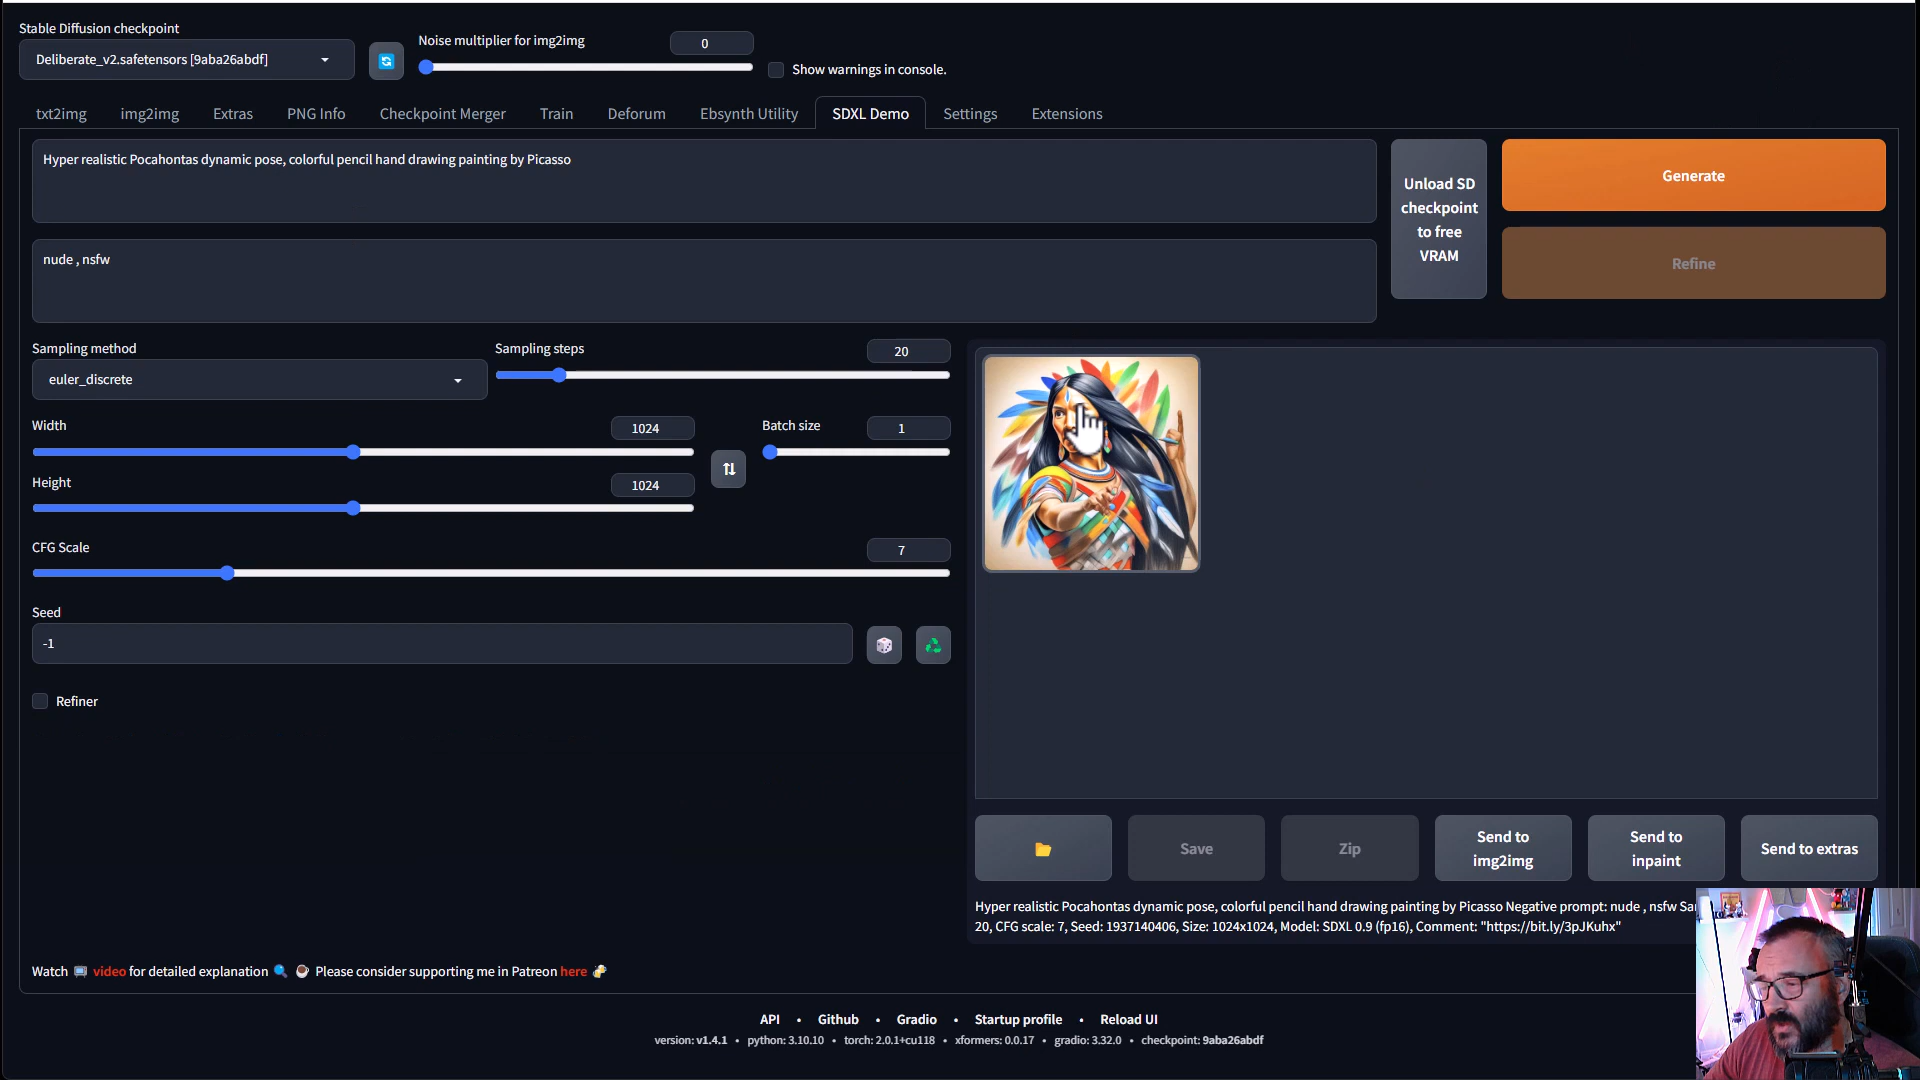 Stable Diffusion checkpoint
Deliberate_v2.safetensors [9aba26abdf]
Noise multiplier for img2img
0
Show warnings in console.
txt2img
img2img
Extras
PNG Info
Checkpoint Merger
Train
Deforum
Ebsynth Utility
SDXL Demo
Settings
Extensions
Hyper realistic Pocahontas dynamic pose, colorful pencil hand drawing painting by Picasso
nude , nsfw
Unload SD
checkpoint
to free
VRAM
Generate
Refine
Sampling method
euler_discrete
Sampling steps
20
Width
1024
Height
1024
Batch size
1
CFG Scale
7
Seed
-1
Refiner
Save
Zip
Send to
img2img
Send to
inpaint
Send to extras
Hyper realistic Pocahontas dynamic pose, colorful pencil hand drawing painting by Picasso Negative prompt: nude , nsfw Sa
20, CFG scale: 7, Seed: 1937140406, Size: 1024x1024, Model: SDXL 0.9 (fp16), Comment: "https://bit.ly/3pJKuhx"
Watch video for detailed explanation Please consider supporting me in Patreon here
API • Github • Gradio • Startup profile • Reload UI
version: v1.4.1 • python: 3.10.10 • torch: 2.0.1+cu118 • xformers: 0.0.17 • gradio: 3.32.0 • checkpoint: 9aba26abdf